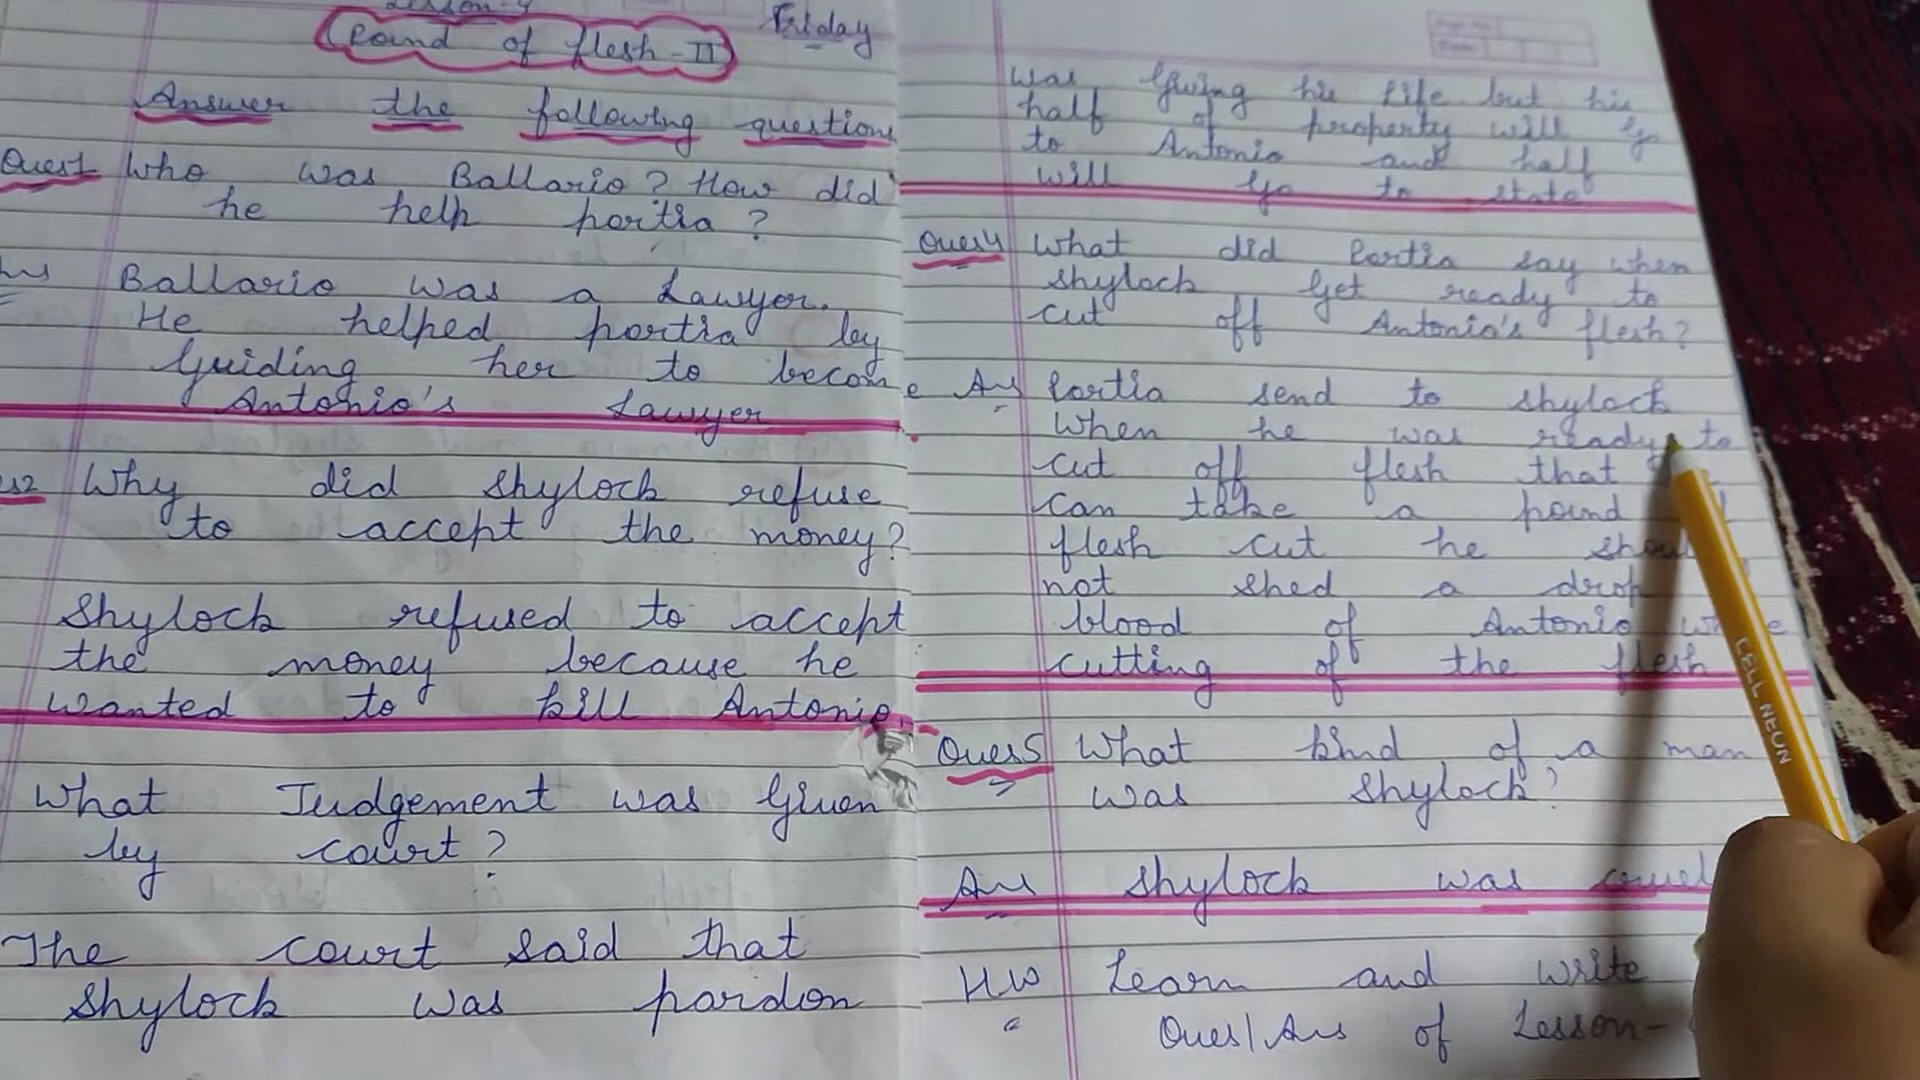 Lesson-4
Friday
Pound of flesh-II
Answer the following question
Ques1 Who was Ballario? How did
he help portia?
Ans Ballario was a Lawyer.
He helped portia by
Guiding her to become
Antonio's Lawyer
Why did Shylock refuse
to accept the money?
Shylock refused to accept
the money because he
wanted to kill Antonio.
What Judgement was Given
by court?
The court said that
Shylock was pardon
was Giving his life but his
half of property will go
to Antonio and half
will go to state
Ques4 What did Portia say when
shylock Get ready to
cut off Antonio's flesh?
Ans Portia send to shylock
When he was ready to
cut off flesh that
can take a pound
flesh cut he
not shed a drop
blood of Antonio
cutting of the flesh
Ques5 What kind of a man
was Shylock?
Ans Shylock was cruel
HW Learn and write
Ques/Ans of Lesson-
CELL NEON